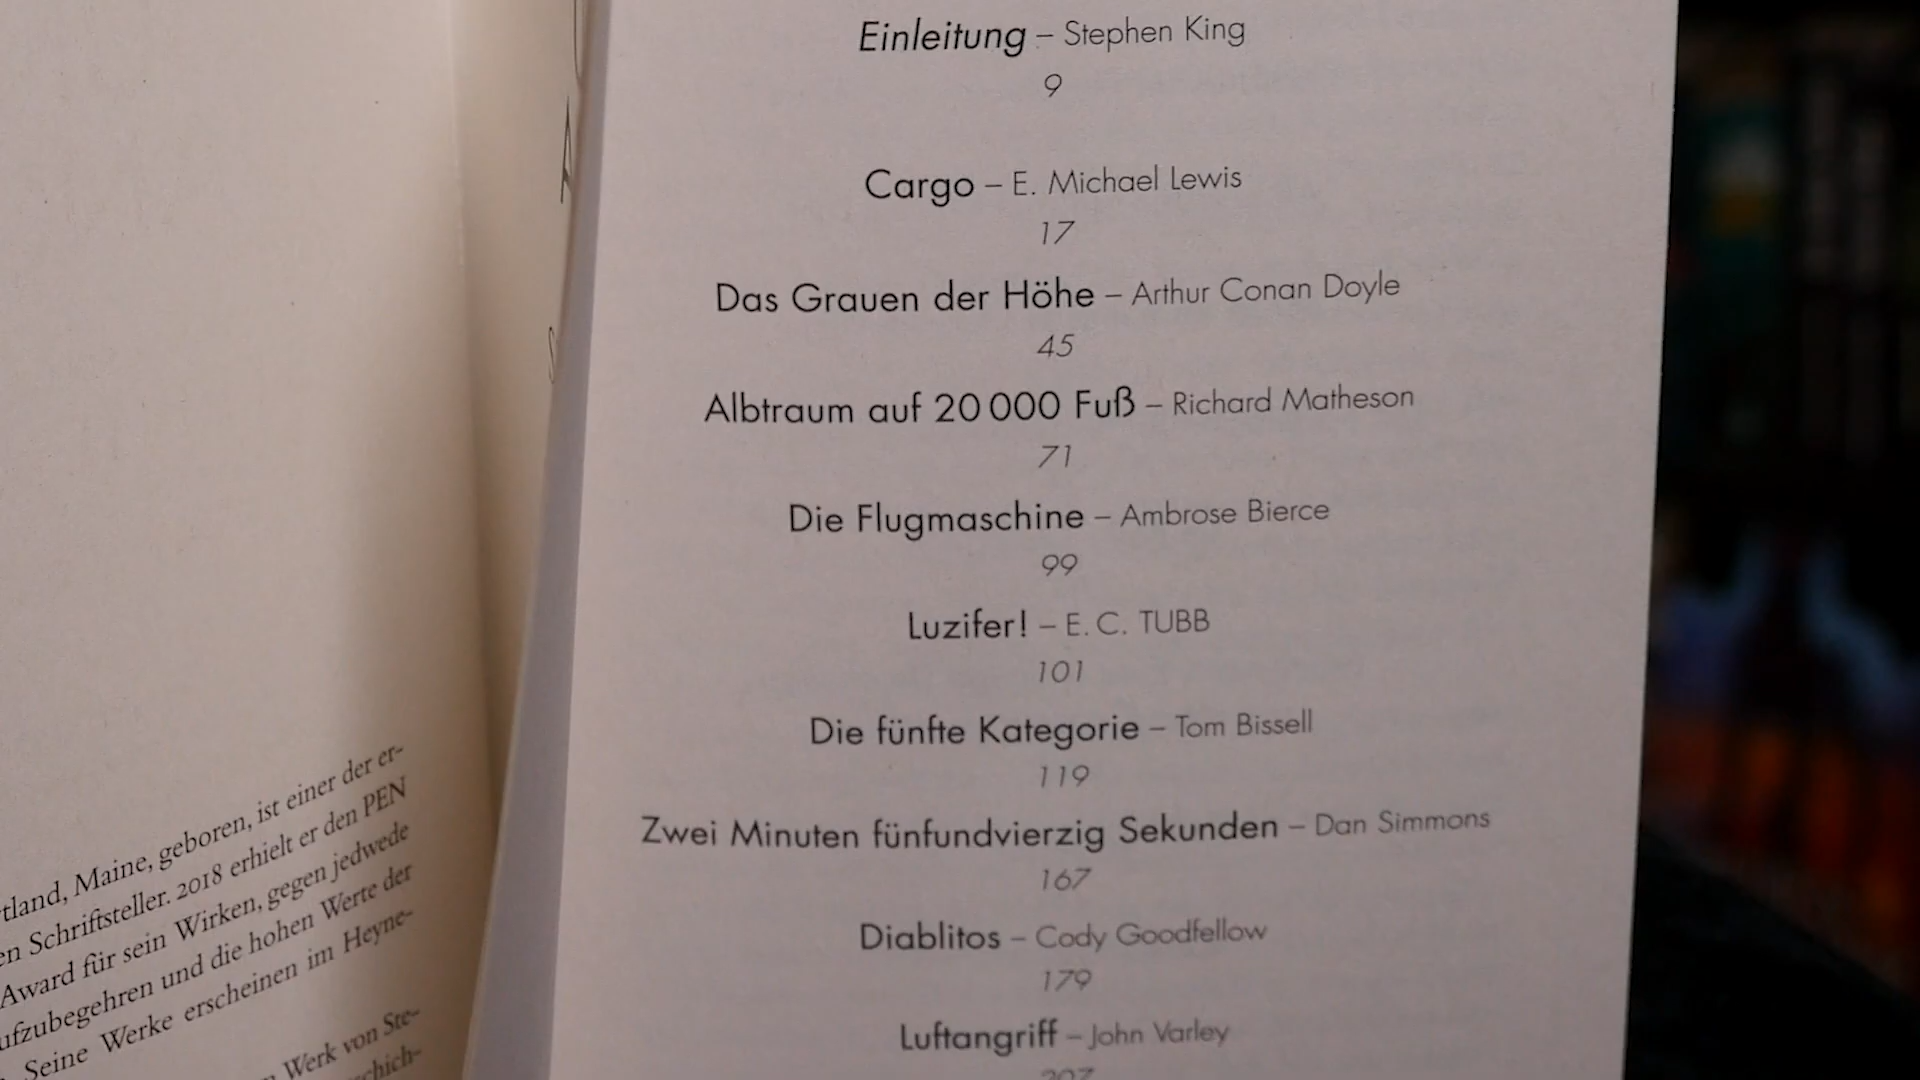 tland, Maine, geboren, ist einer der er-
en Schriftsteller. 2018 erhielt er den PEN
Award für sein Wirken, gegen jedwede
ufzubegehren und die hohen Werte der
Seine Werke erscheinen im Heyne-
Werk von Ste-
chich-
Einleitung – Stephen King
9
Cargo – E. Michael Lewis
17
Das Grauen der Höhe – Arthur Conan Doyle
45
Albtraum auf 20 000 Fuß – Richard Matheson
71
Die Flugmaschine – Ambrose Bierce
99
Luzifer! – E. C. TUBB
101
Die fünfte Kategorie – Tom Bissell
119
Zwei Minuten fünfundvierzig Sekunden – Dan Simmons
167
Diablitos – Cody Goodfellow
179
Luftangriff – John Varley